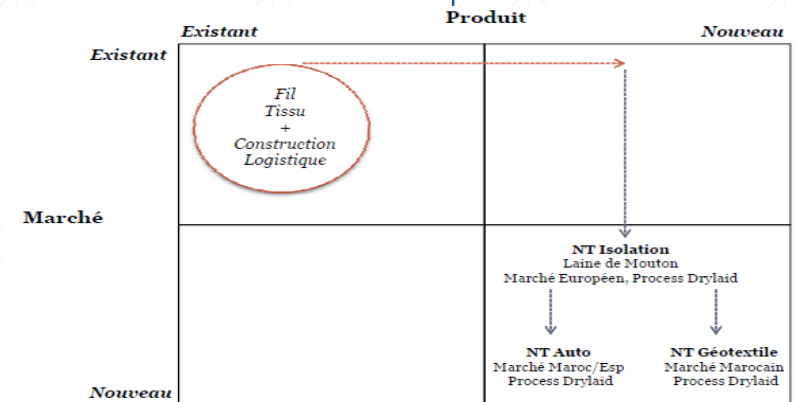 Produit
Existant
Nouveau
Existant
Fil
Tissu
+
Construction
Logistique
Marché
NT Isolation
Laine de Mouton
Marché Européen, Process Drylaid
NT Auto
Marché Maroc/Esp
Process Drylaid
NT Géotextile
Marché Marocain
Process Drylaid
Nouveau